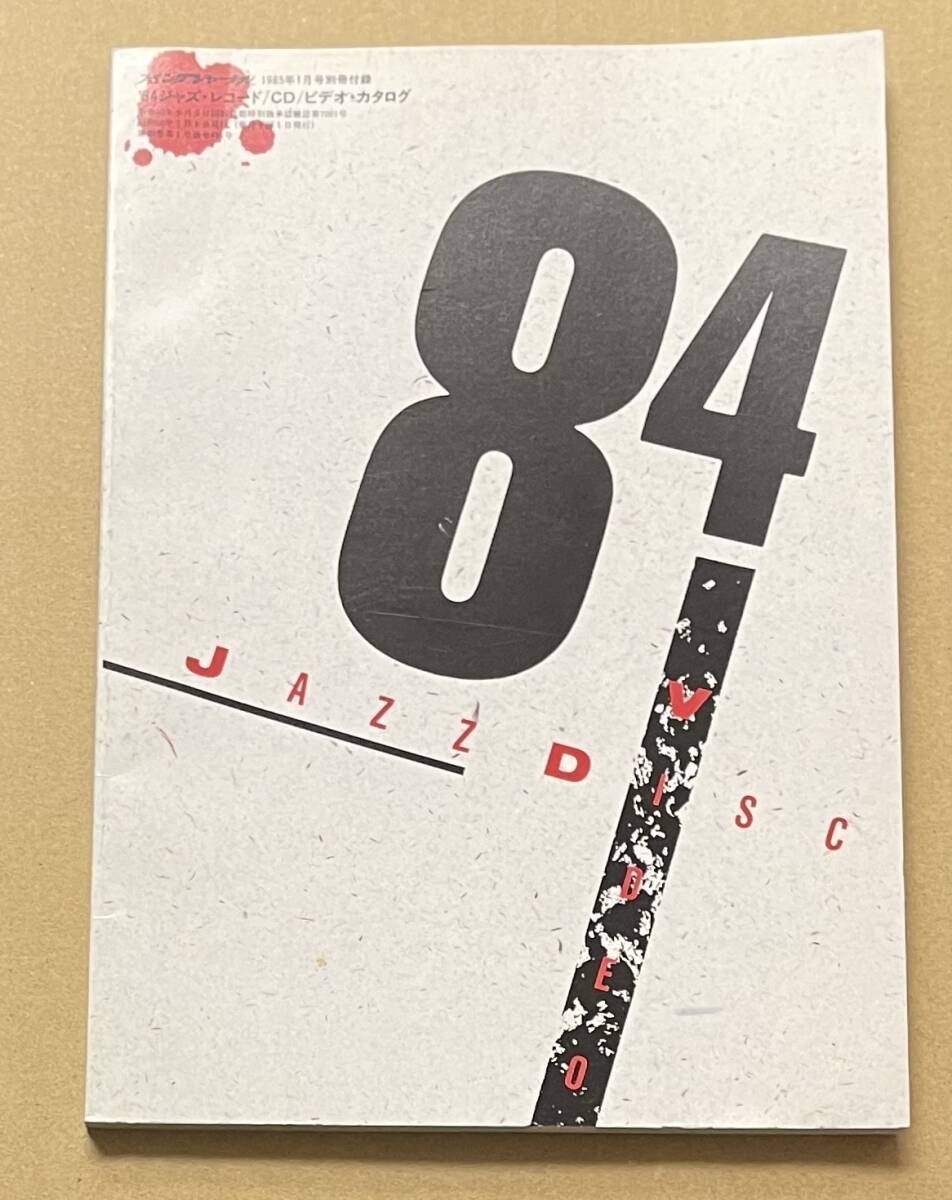 スイングジャーナル 1985年1月号別冊付録
'84ジャズ・レコード/CD/ビデオ・カタログ
84
JAZZ DISC
VIDEO